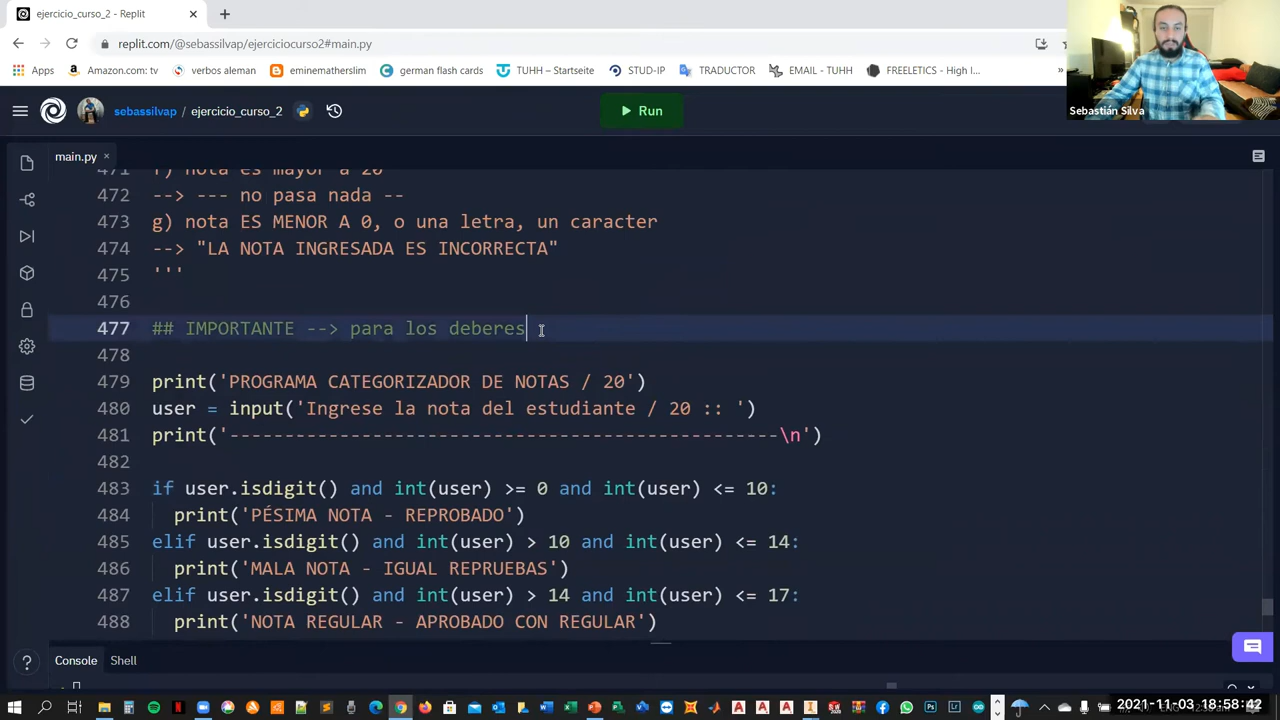 ejercicio_curso_2 - Replit
replit.com/@sebassilvap/ejerciciocurso2#main.py
Apps
Amazon.com: tv
verbos aleman
eminematherslim
german flash cards
TUHH – Startseite
STUD-IP
TRADUCTOR
EMAIL - TUHH
FREELETICS - High I...
Sebastián Silva
sebassilvap / ejercicio_curso_2
Run
main.py
471 f) nota es mayor a 20
472 --> --- no pasa nada --
473 g) nota ES MENOR A 0, o una letra, un caracter
474 --> "LA NOTA INGRESADA ES INCORRECTA"
475 '''
476
477 ## IMPORTANTE --> para los deberes
478
479 print('PROGRAMA CATEGORIZADOR DE NOTAS / 20')
480 user = input('Ingrese la nota del estudiante / 20 :: ')
481 print('--------------------------------------------------\n')
482
483 if user.isdigit() and int(user) >= 0 and int(user) <= 10:
484 print('PÉSIMA NOTA - REPROBADO')
485 elif user.isdigit() and int(user) > 10 and int(user) <= 14:
486 print('MALA NOTA - IGUAL REPRUEBAS')
487 elif user.isdigit() and int(user) > 14 and int(user) <= 17:
488 print('NOTA REGULAR - APROBADO CON REGULAR')
Console
Shell
2021-11-03 18:58:42